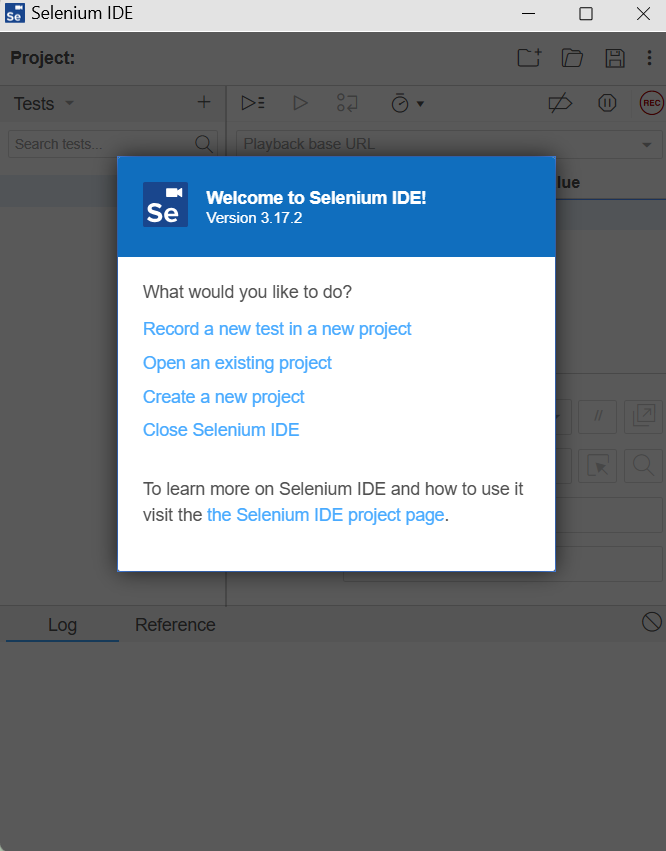 Se Selenium IDE
Project:
Tests
REC
Search tests...
Playback base URL
lue
Se
Welcome to Selenium IDE!
Version 3.17.2
What would you like to do?
Record a new test in a new project
Open an existing project
Create a new project
Close Selenium IDE
//
To learn more on Selenium IDE and how to use it
visit the the Selenium IDE project page.
Log
Reference